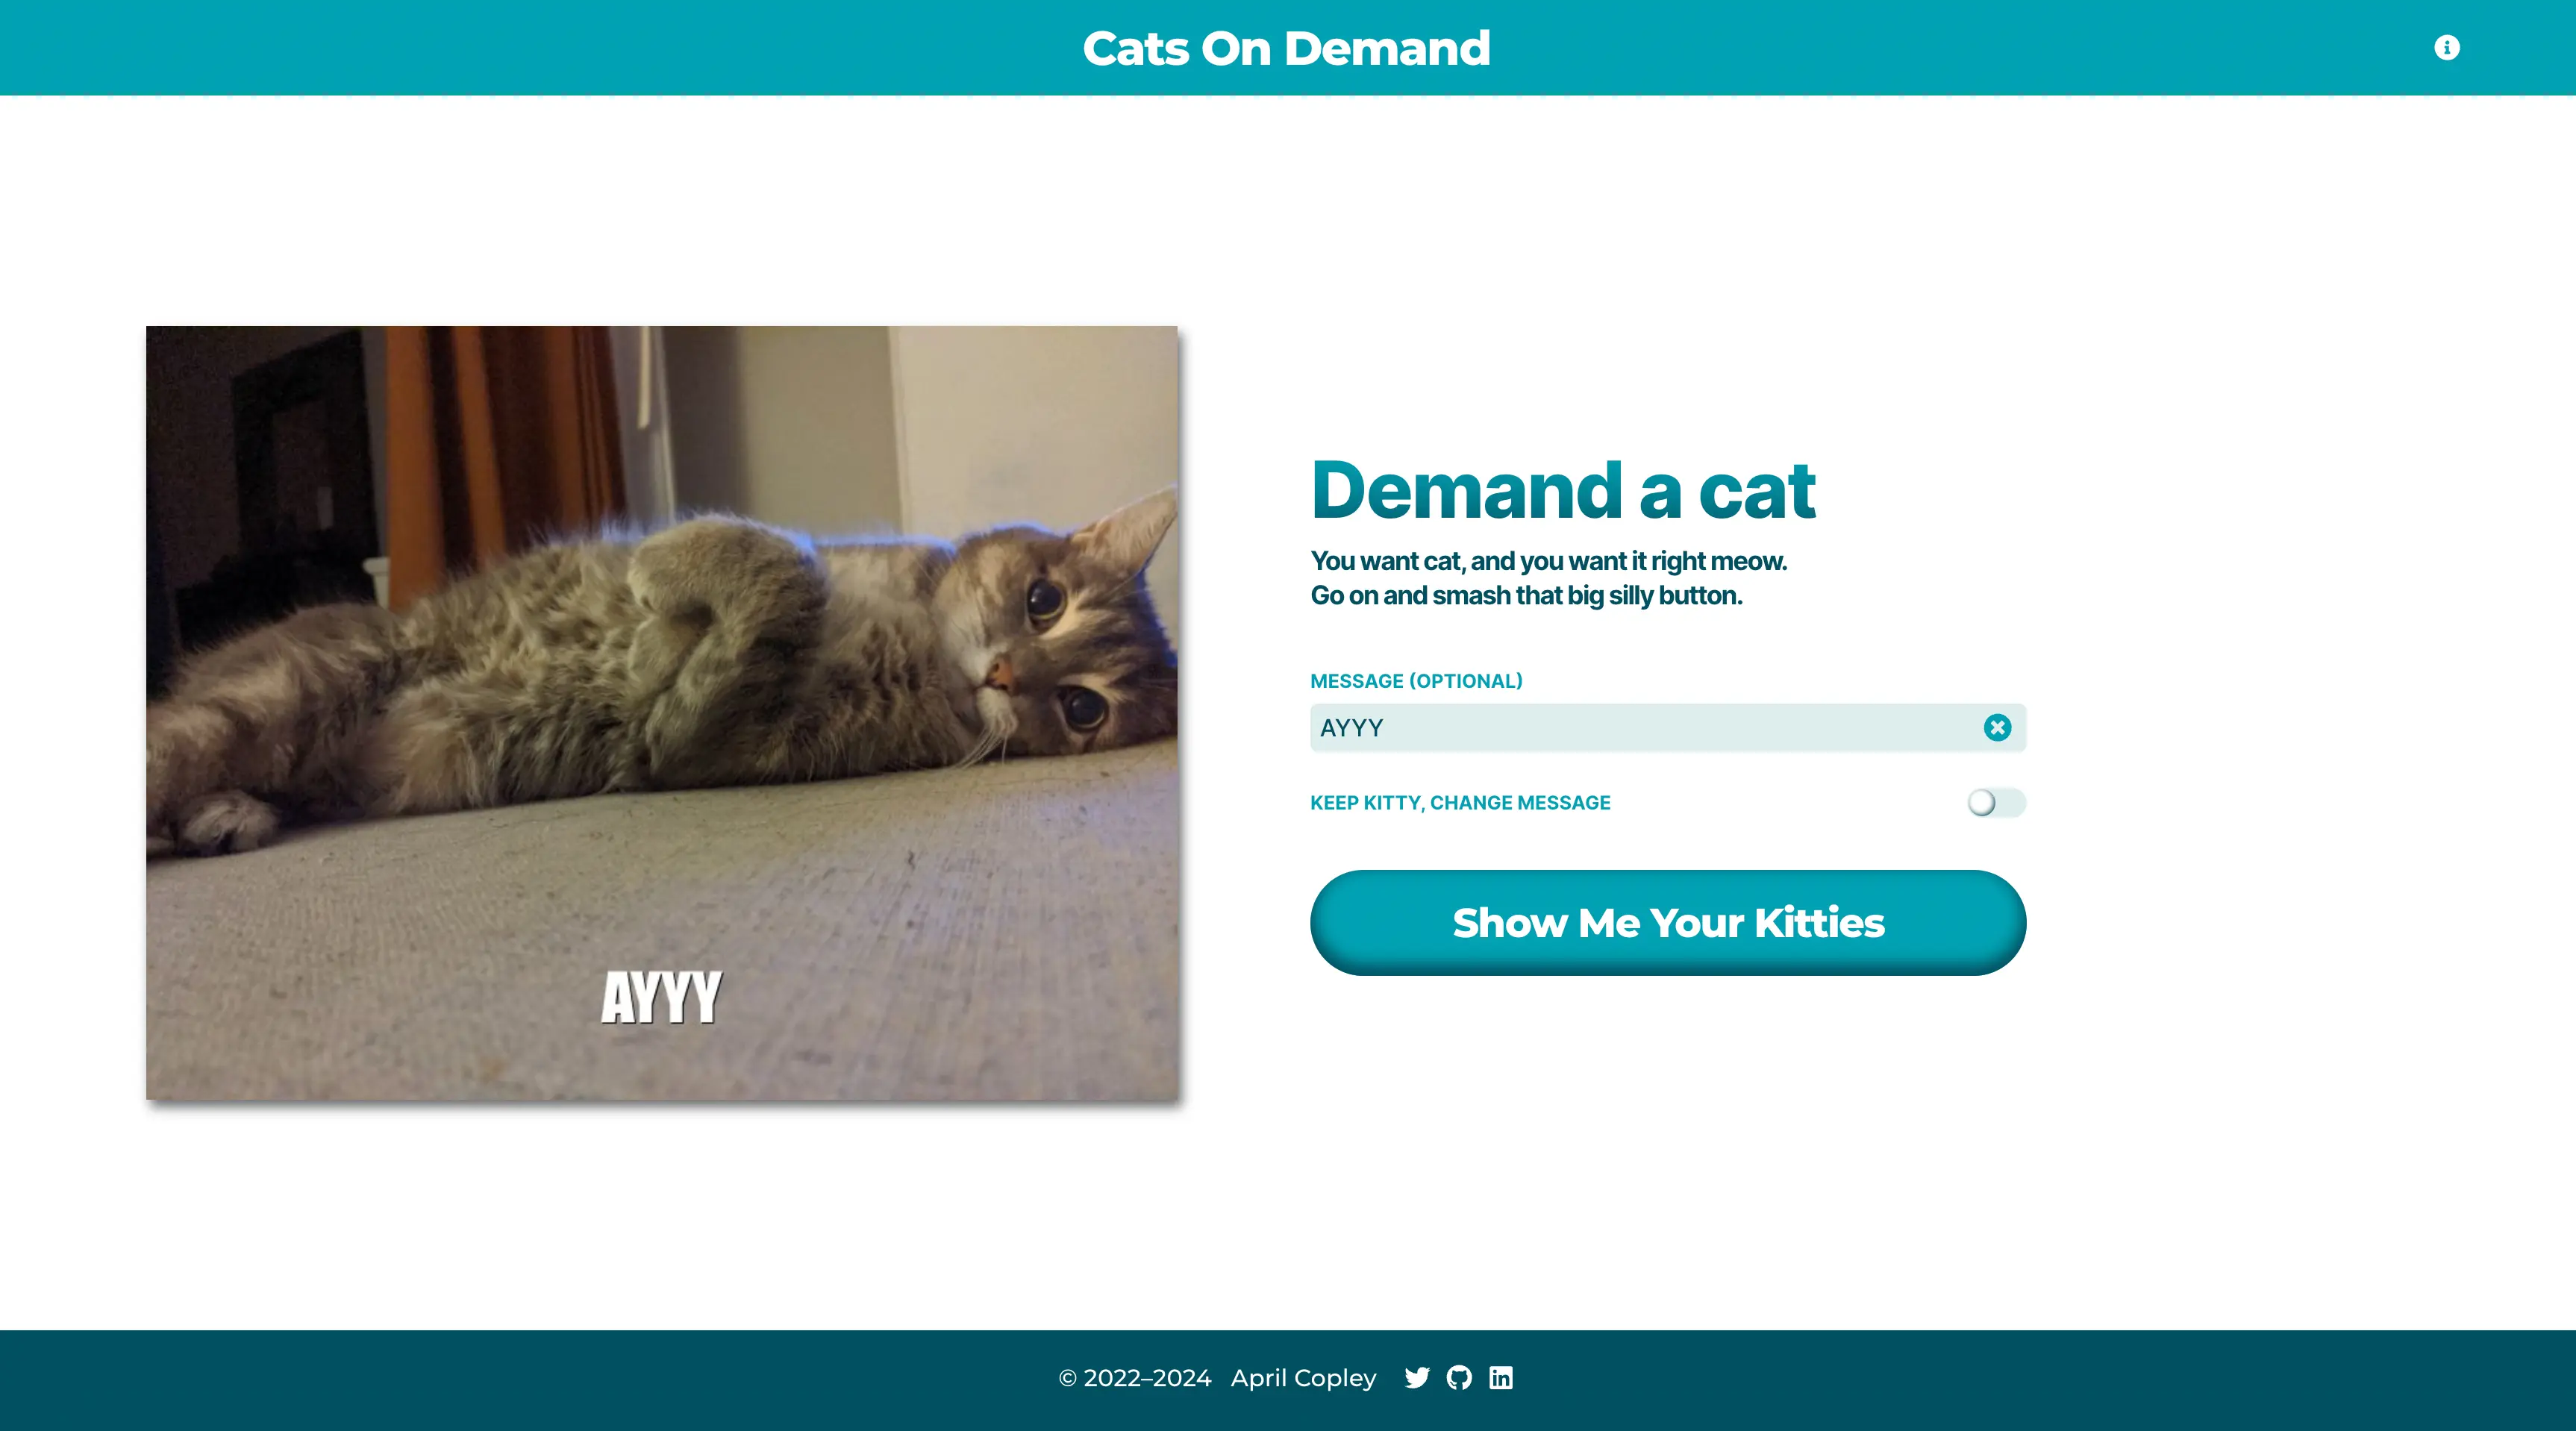 Cats On Demand
AYYY
Demand a cat
You want cat, and you want it right meow.
Go on and smash that big silly button.
MESSAGE (OPTIONAL)
AYYY
KEEP KITTY, CHANGE MESSAGE
Show Me Your Kitties
© 2022–2024 April Copley